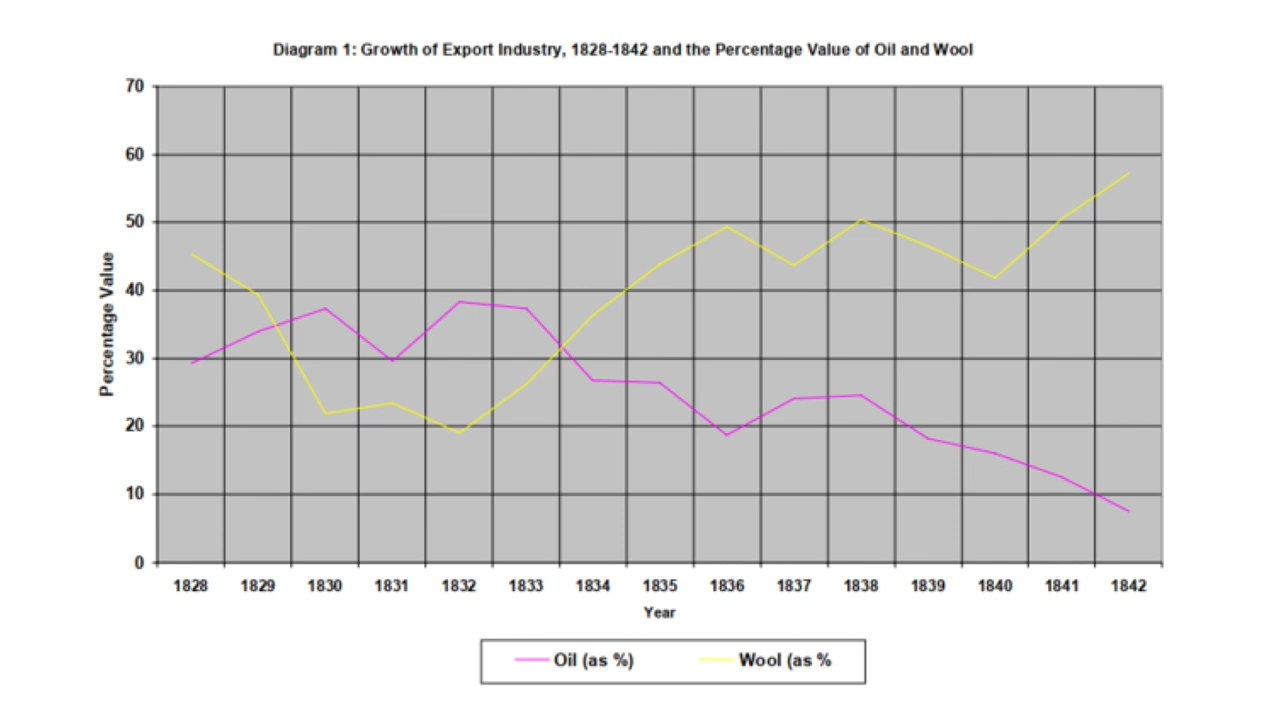 Diagram 1: Growth of Export Industry, 1828-1842 and the Percentage Value of Oil and Wool
70
60
50
40
30
20
10
0
Percentage Value
1828 1829 1830 1831 1832 1833 1834 1835 1836 1837 1838 1839 1840 1841 1842
Year
Oil (as %) Wool (as %